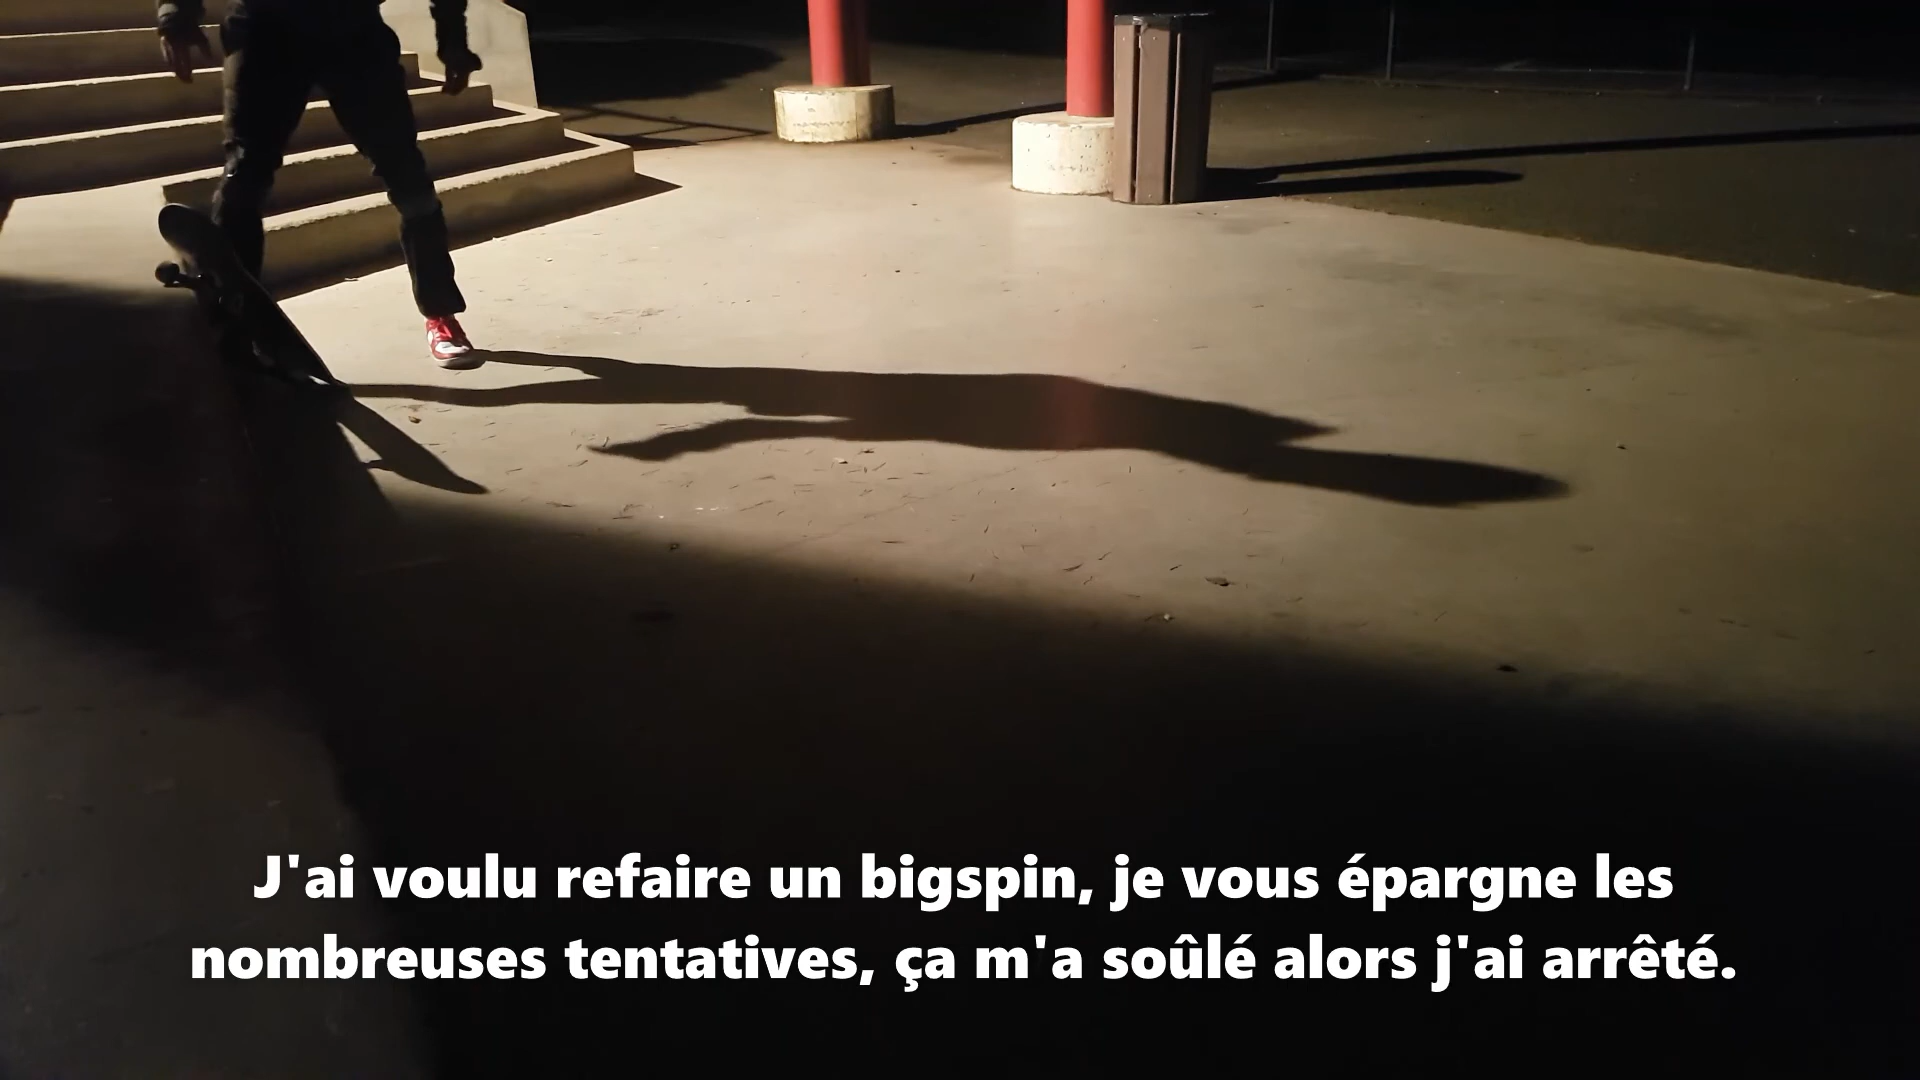 J'ai voulu refaire un bigspin, je vous épargne les
nombreuses tentatives, ça m'a soûlé alors j'ai arrêté.